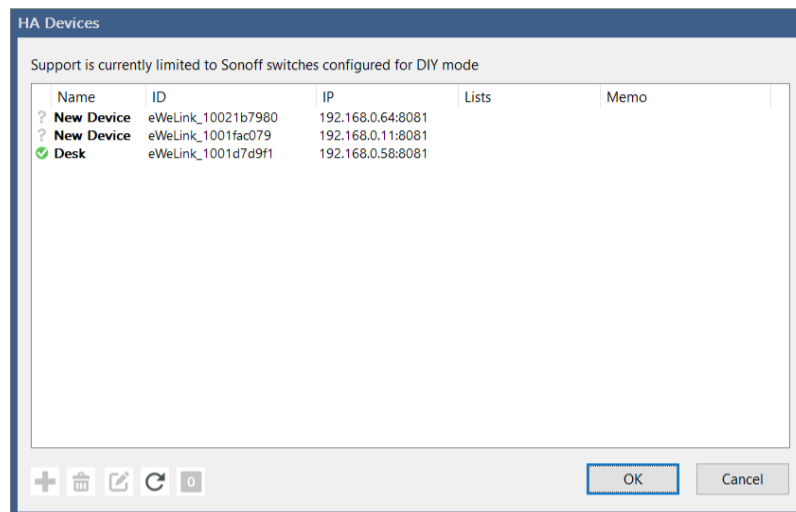 HA Devices
Support is currently limited to Sonoff switches configured for DIY mode
Name ID IP Lists Memo
? New Device eWeLink_10021b7980 192.168.0.64:8081
? New Device eWeLink_1001fac079 192.168.0.11:8081
Desk eWeLink_1001d7d9f1 192.168.0.58:8081
0 OK Cancel